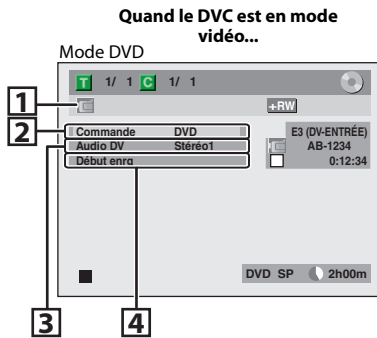 Quand le DVC est en mode
vidéo...
Mode DVD
T 1/ 1 C 1/ 1
1
+RW
2
Commande DVD
E3 (DV-ENTRÉE)
Audio DV Stéréo1
AB-1234
Début enrg
0:12:34
DVD SP 2h00m
3 4